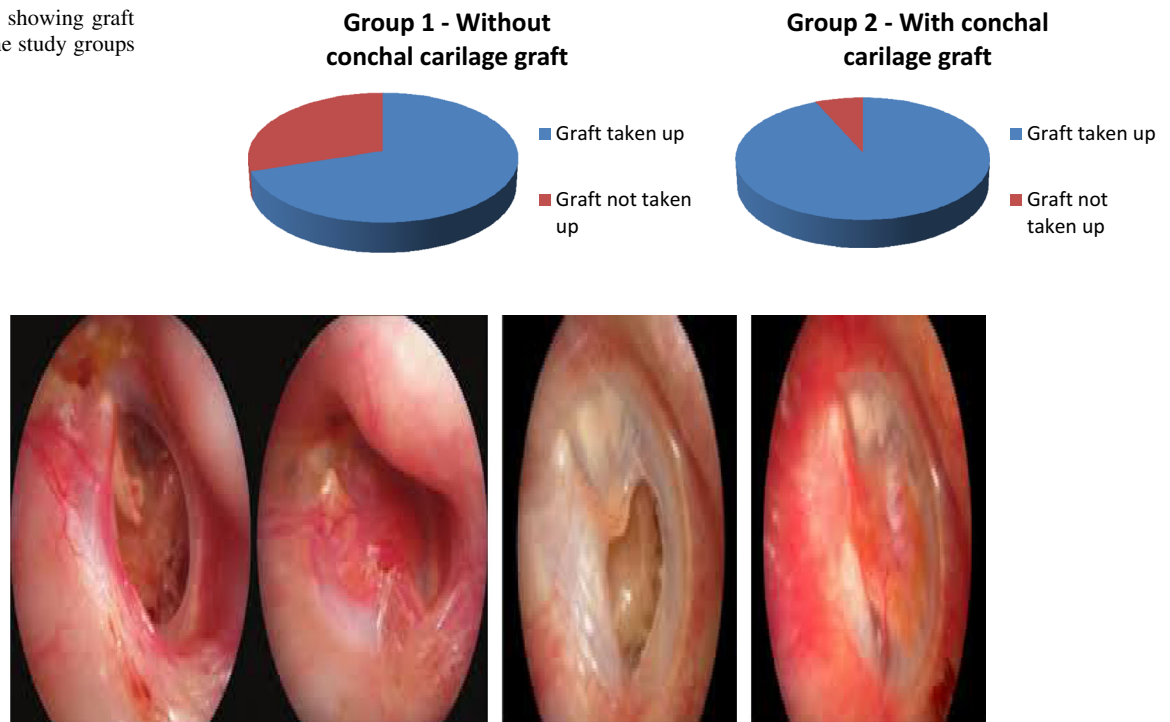 showing graft
e study groups
Group 1 - Without
conchal carilage graft
Graft taken up
Graft not taken
up
Group 2 - With conchal
carilage graft
Graft taken up
Graft not
taken up